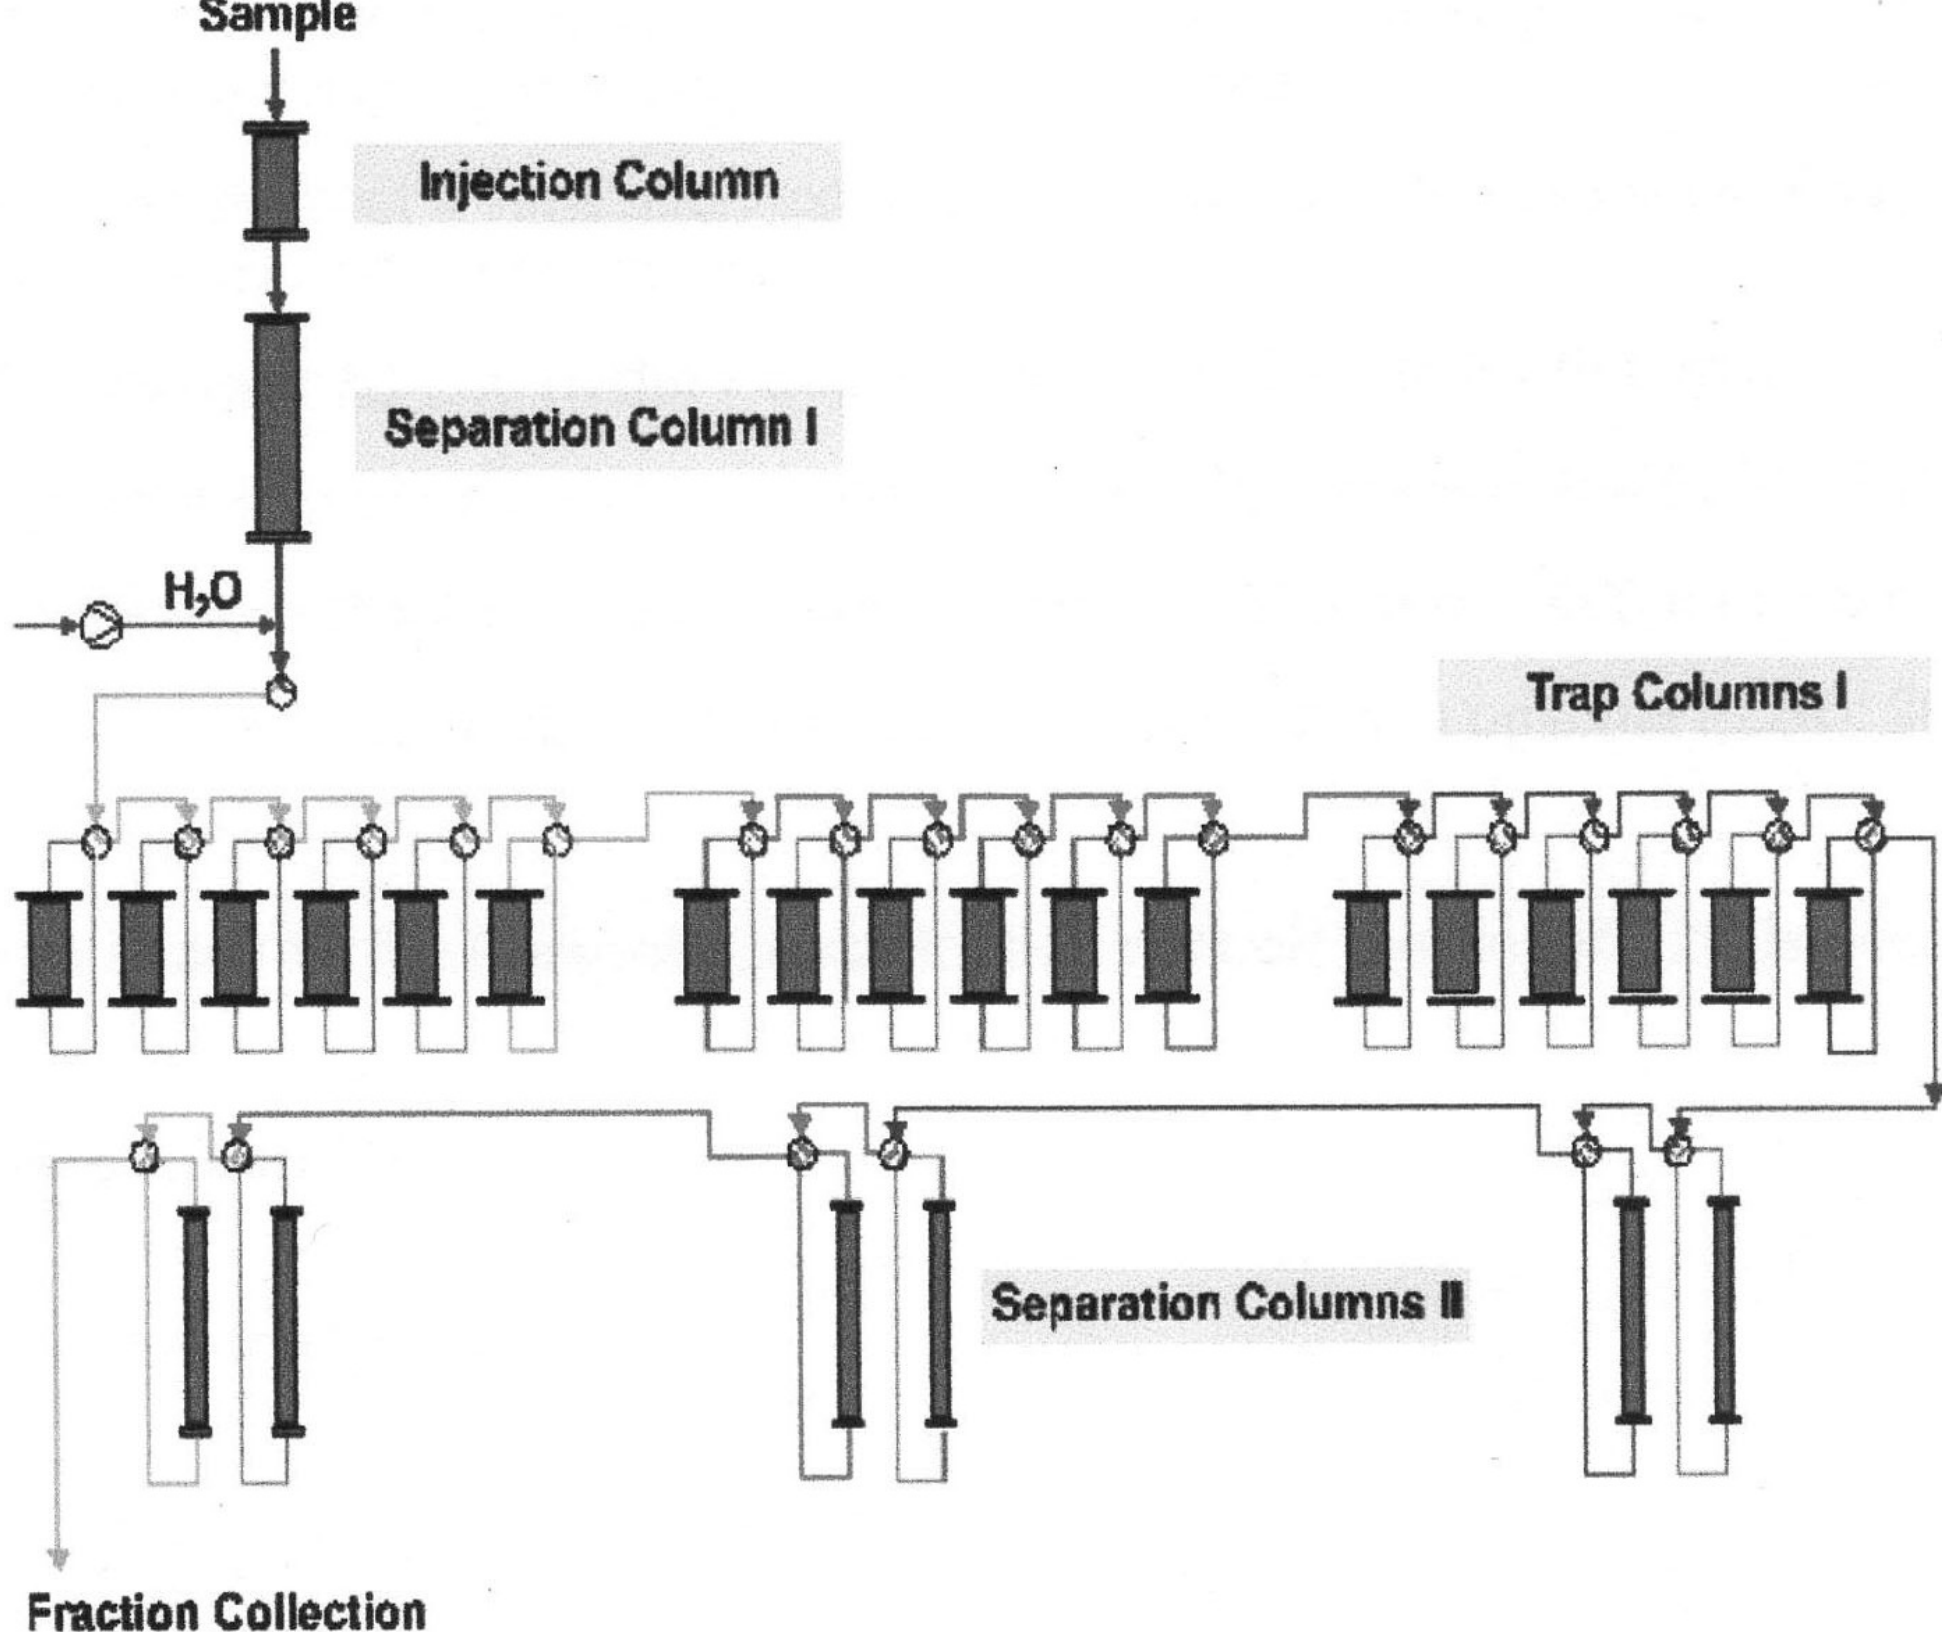 Sample
Injection Column
Separation Column I
H₂O
Trap Columns I
Separation Columns II
Fraction Collection